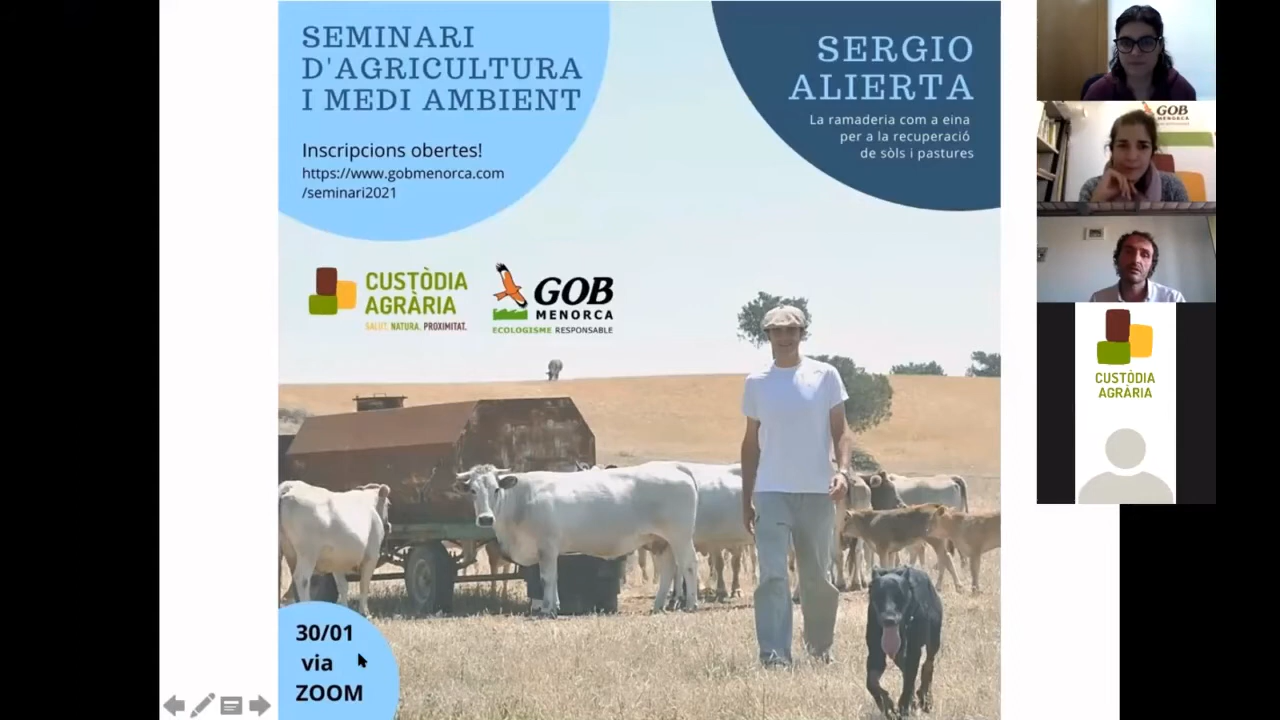 SEMINARI
D'AGRICULTURA
I MEDI AMBIENT
Inscripcions obertes!
https://www.gobmenorca.com
/seminari2021
SERGIO
ALIERTA
La ramaderia com a eina
per a la recuperació
de sòls i pastures
CUSTÒDIA
AGRÀRIA
SALUT. NATURA. PROXIMITAT.
GOB
MENORCA
ECOLOGISME RESPONSABLE
30/01
via
ZOOM
GOB
MENORCA
CUSTÒDIA
AGRÀRIA